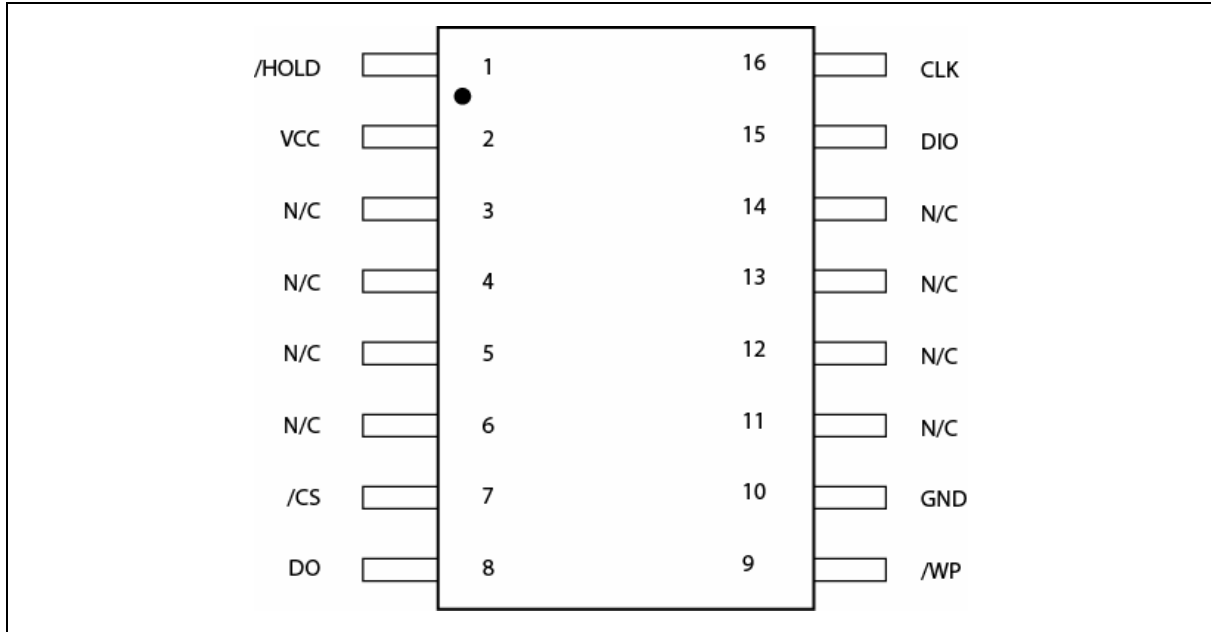 /HOLD 1 16 CLK
VCC 2 15 DIO
N/C 3 14 N/C
N/C 4 13 N/C
N/C 5 12 N/C
N/C 6 11 N/C
/CS 7 10 GND
DO 8 9 /WP